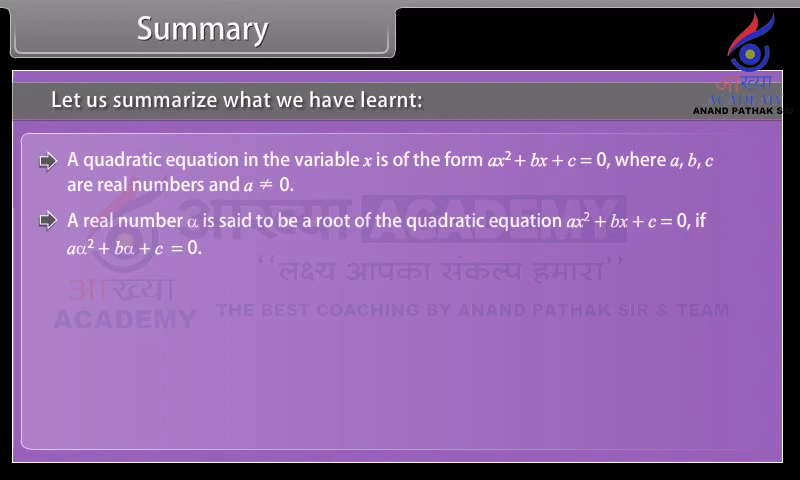 Summary
आख्या
ACADEMY
ANAND PATHAK SIR
Let us summarize what we have learnt:
A quadratic equation in the variable x is of the form ax² + bx + c = 0, where a, b, c
are real numbers and a ≠ 0.
A real number α is said to be a root of the quadratic equation ax² + bx + c = 0, if
aα² + bα + c = 0.
आख्या ACADEMY
‘‘लक्ष्य आपका संकल्प हमारा’’
THE BEST COACHING BY ANAND PATHAK SIR & TEAM
आख्या
ACADEMY